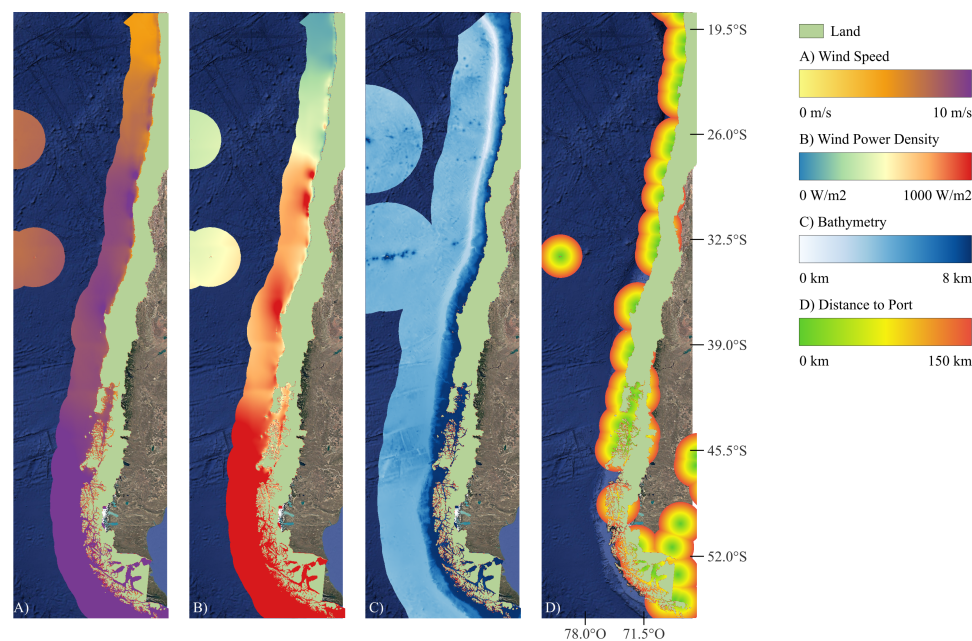 19.5°S
26.0°S
32.5°S
39.0°S
45.5°S
52.0°S
A)
B)
C)
D)
78.0°O 71.5°O
Land
A) Wind Speed
0 m/s 10 m/s
B) Wind Power Density
0 W/m2 1000 W/m2
C) Bathymetry
0 km 8 km
D) Distance to Port
0 km 150 km